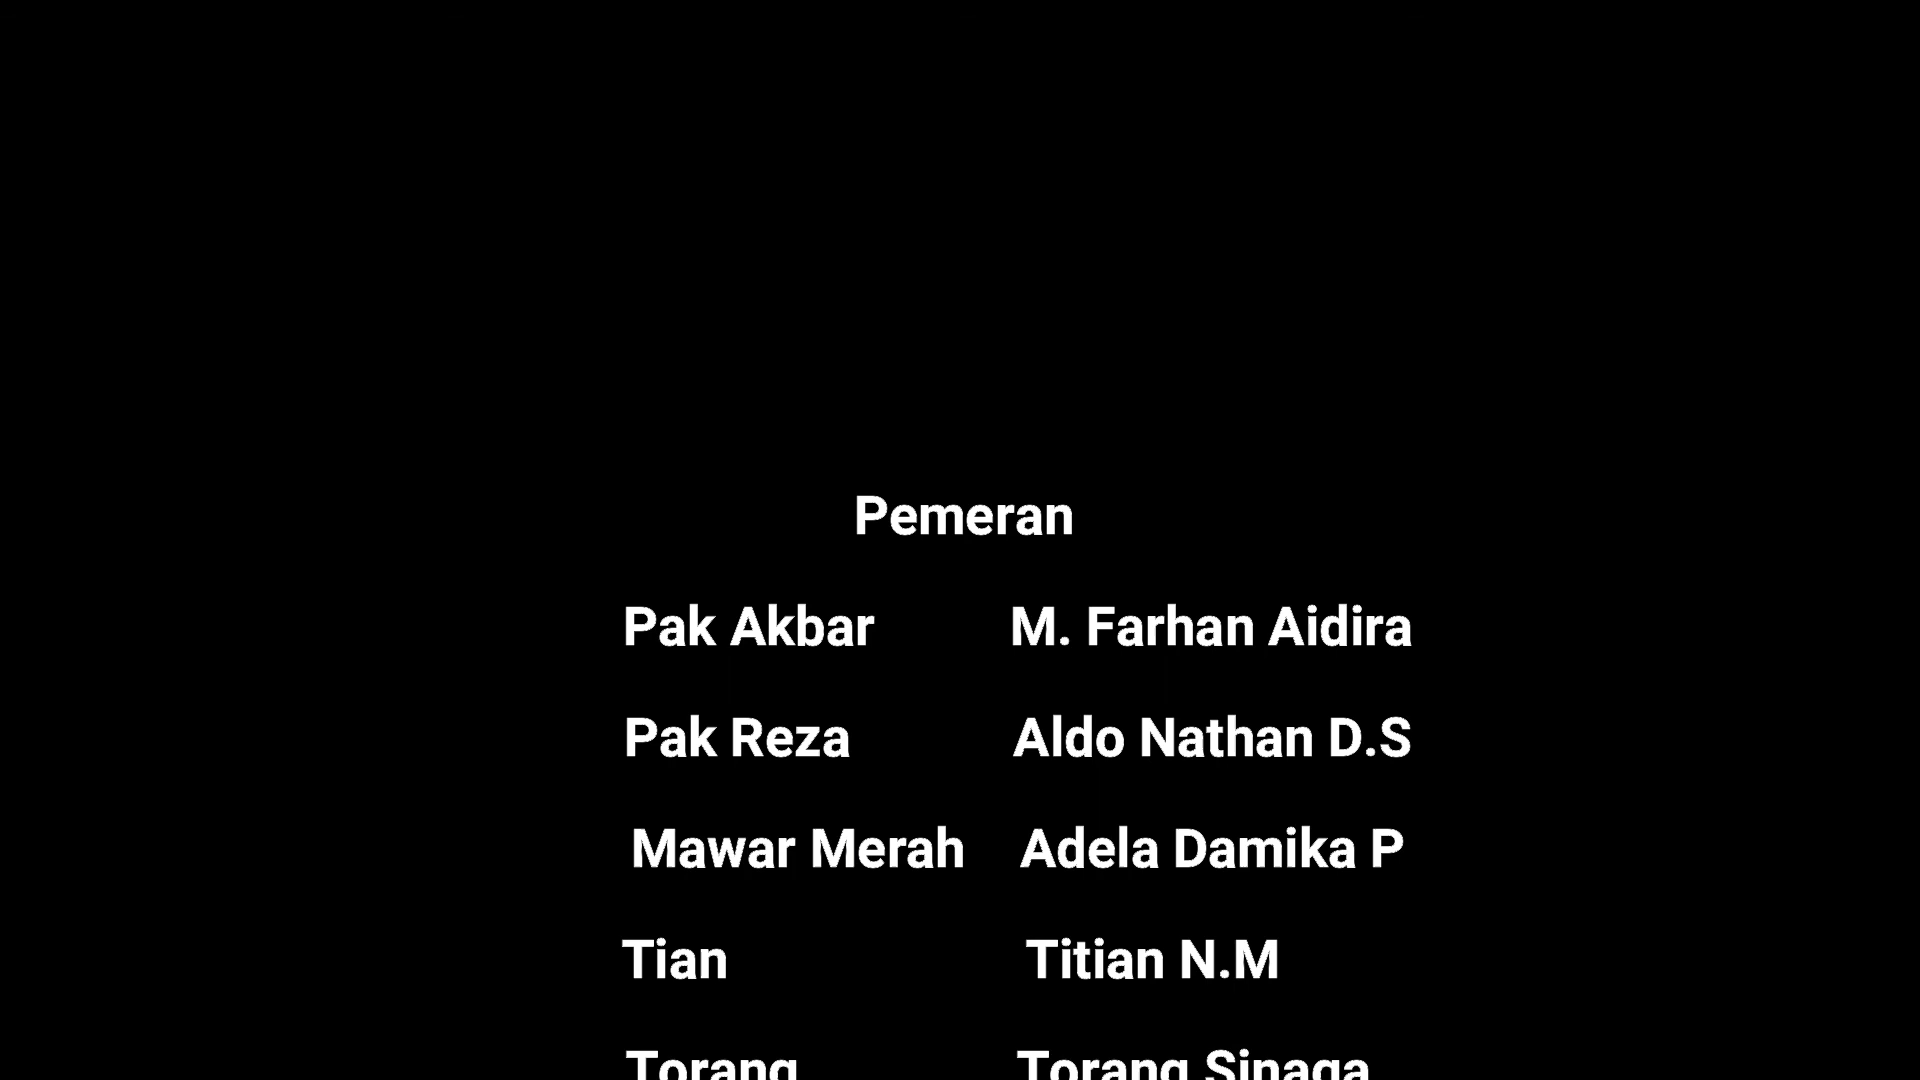 Pemeran
Pak Akbar M. Farhan Aidira
Pak Reza Aldo Nathan D.S
Mawar Merah Adela Damika P
Tian Titian N.M
Torang Torang Sinaga